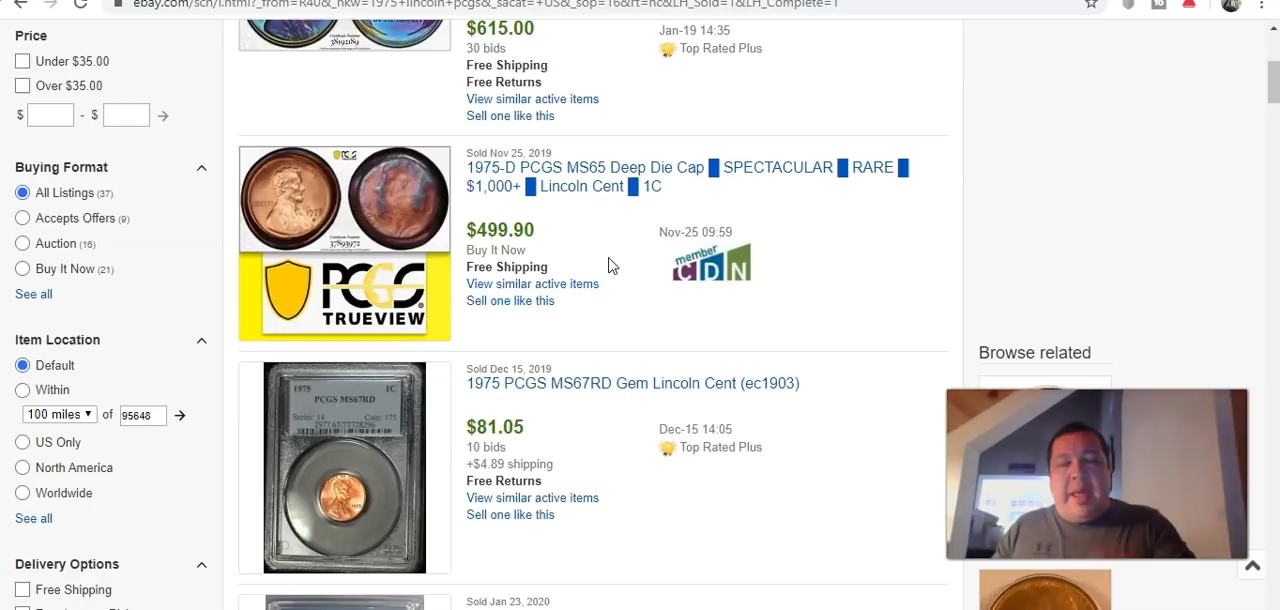 ebay.com/sch/i.html?_from=R40&_nkw=1975+lincoln+pcgs&_sacat=+US&_sop=16&rt=nc&LH_Sold=1&LH_Complete=1
Price
Under $35.00
Over $35.00
$ - $
Buying Format
All Listings (37)
Accepts Offers (9)
Auction (16)
Buy It Now (21)
See all
Item Location
Default
Within
100 miles of 95648
US Only
North America
Worldwide
See all
Delivery Options
Free Shipping
Certificate Number
38192189
$615.00
30 bids
Free Shipping
Free Returns
View similar active items
Sell one like this
Jan-19 14:35
Top Rated Plus
PCGS
Certificate Number
37893972
PCGS
TRUEVIEW
Sold Nov 25, 2019
1975-D PCGS MS65 Deep Die Cap █ SPECTACULAR █ RARE █
$1,000+ █ Lincoln Cent █ 1C
$499.90
Buy It Now
Free Shipping
View similar active items
Sell one like this
Nov-25 09:59
member
CDN
1975 1C
PCGS MS67RD
Sold Dec 15, 2019
1975 PCGS MS67RD Gem Lincoln Cent (ec1903)
$81.05
10 bids
+$4.89 shipping
Free Returns
View similar active items
Sell one like this
Dec-15 14:05
Top Rated Plus
Sold Jan 23, 2020
Browse related